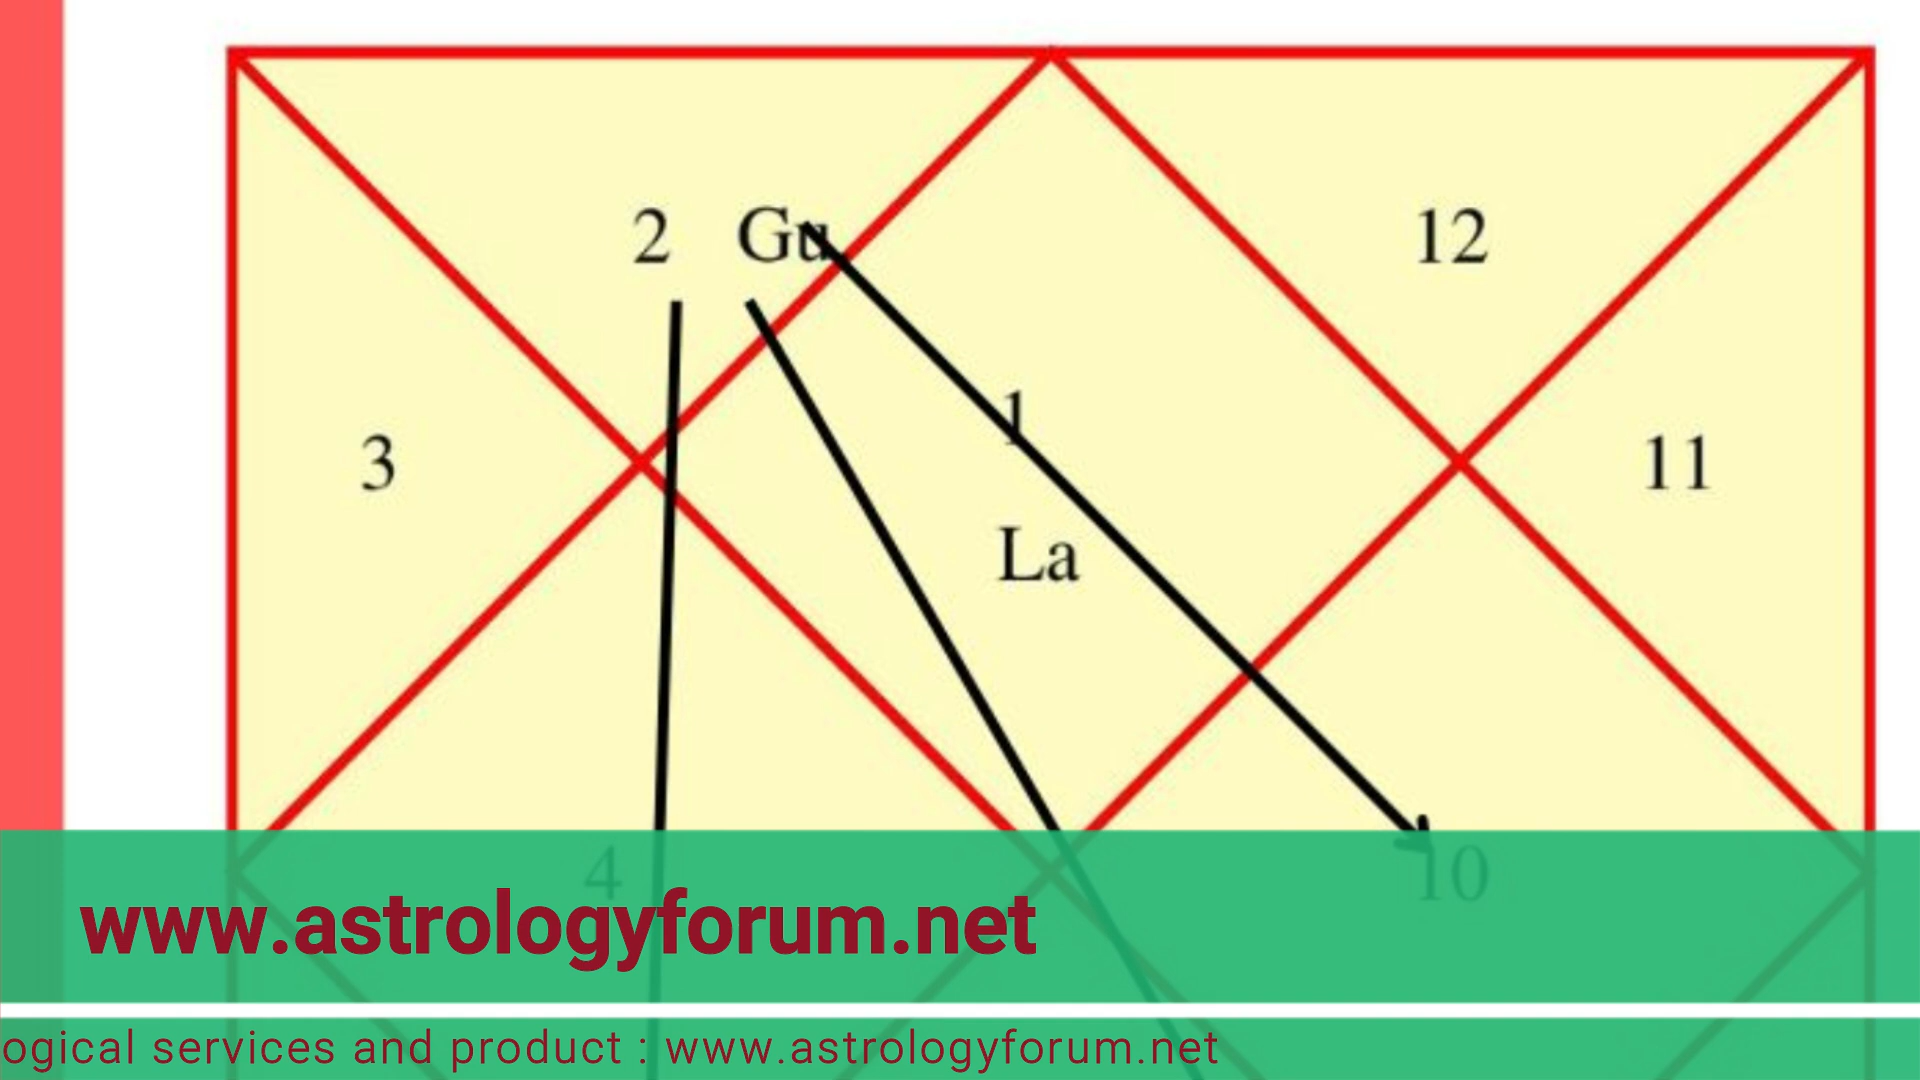 2 Gu 12
1
3 11
La
4 10
www.astrologyforum.net
ogical services and product : www.astrologyforum.net